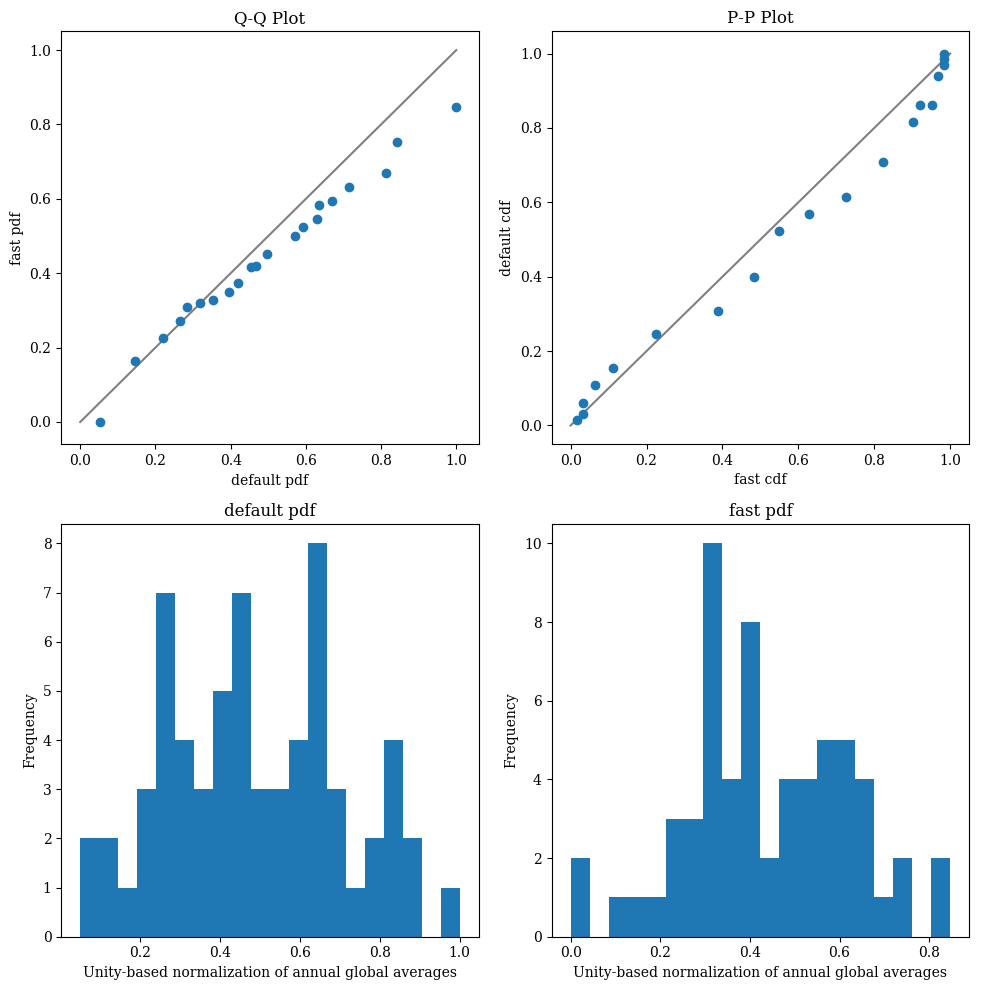 Q-Q Plot
1.0
0.8
0.6
0.4
0.2
0.0
fast pdf
0.0 0.2 0.4 0.6 0.8 1.0
default pdf
P-P Plot
1.0
0.8
0.6
0.4
0.2
0.0
default cdf
0.0 0.2 0.4 0.6 0.8 1.0
fast cdf
default pdf
8
7
6
5
4
3
2
1
0
Frequency
0.2 0.4 0.6 0.8 1.0
Unity-based normalization of annual global averages
fast pdf
10
8
6
4
2
0
Frequency
0.0 0.2 0.4 0.6 0.8
Unity-based normalization of annual global averages